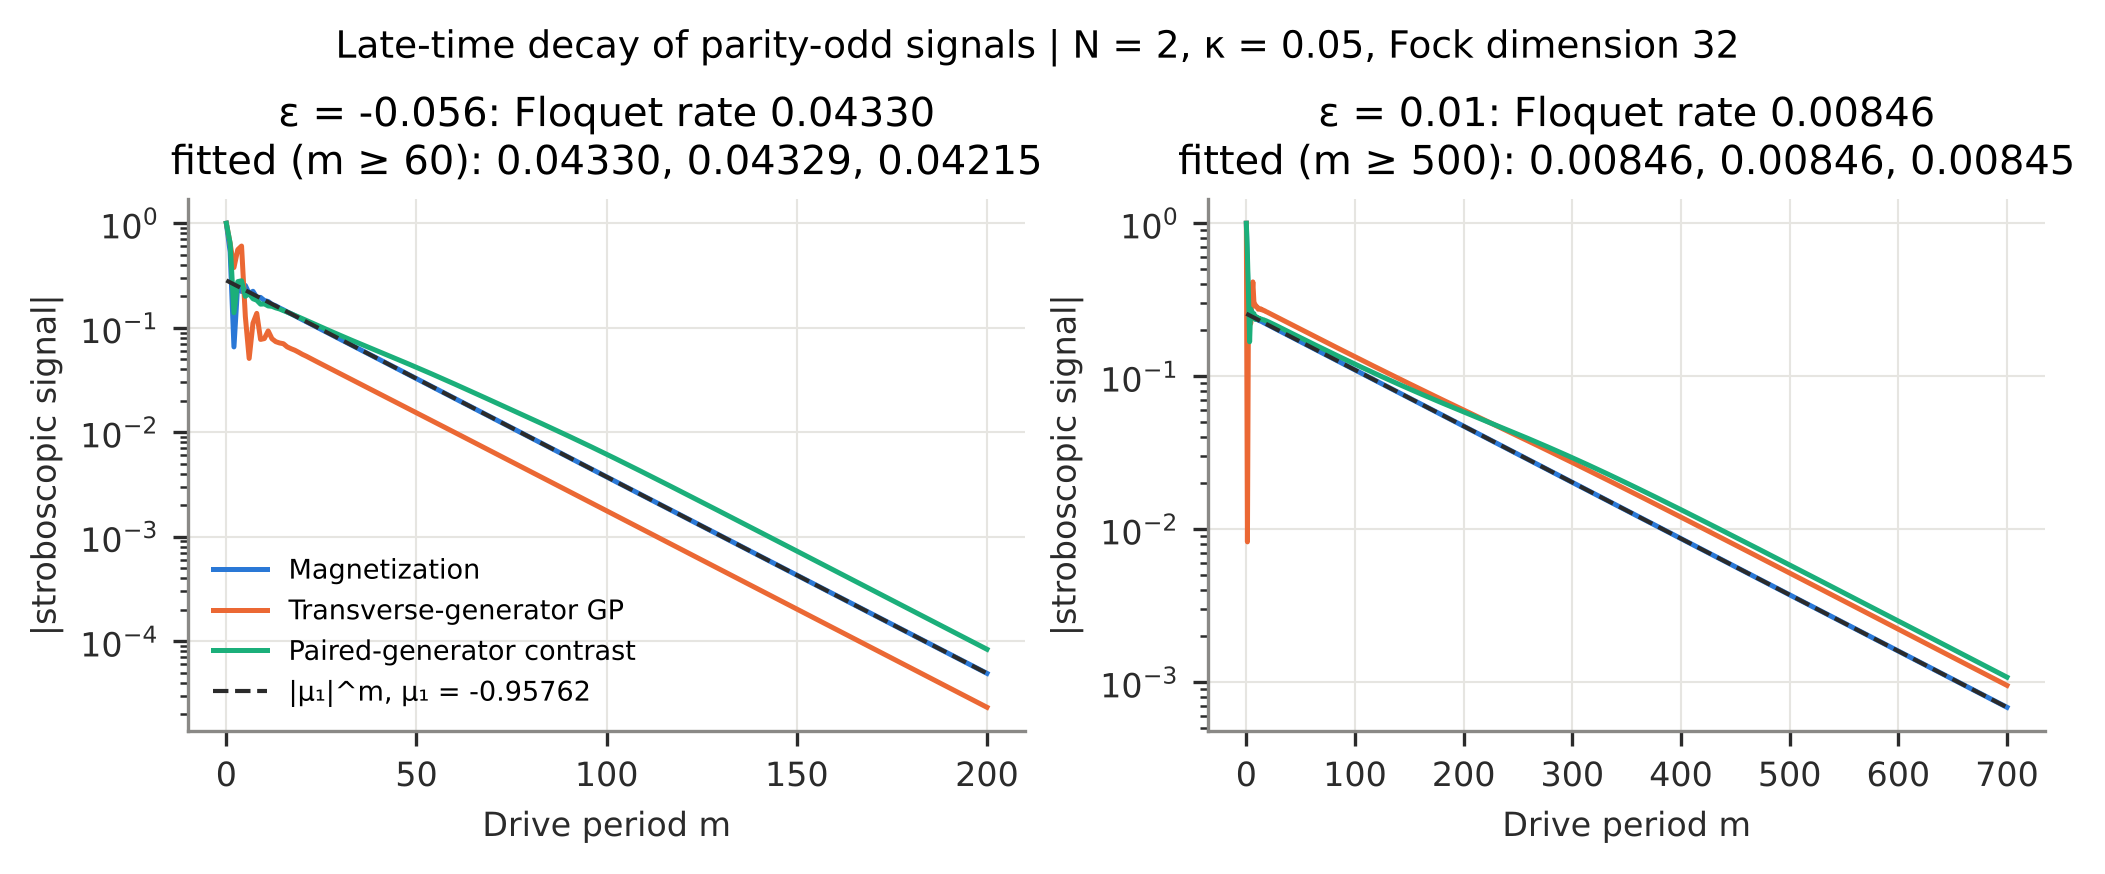 Late-time decay of parity-odd signals | N = 2, κ = 0.05, Fock dimension 32
ε = -0.056: Floquet rate 0.04330
fitted (m ≥ 60): 0.04330, 0.04329, 0.04215
|stroboscopic signal|
10⁰
10⁻¹
10⁻²
10⁻³
10⁻⁴
Magnetization
Transverse-generator GP
Paired-generator contrast
|μ₁|^m, μ₁ = -0.95762
0 50 100 150 200
Drive period m
ε = 0.01: Floquet rate 0.00846
fitted (m ≥ 500): 0.00846, 0.00846, 0.00845
|stroboscopic signal|
10⁰
10⁻¹
10⁻²
10⁻³
0 100 200 300 400 500 600 700
Drive period m